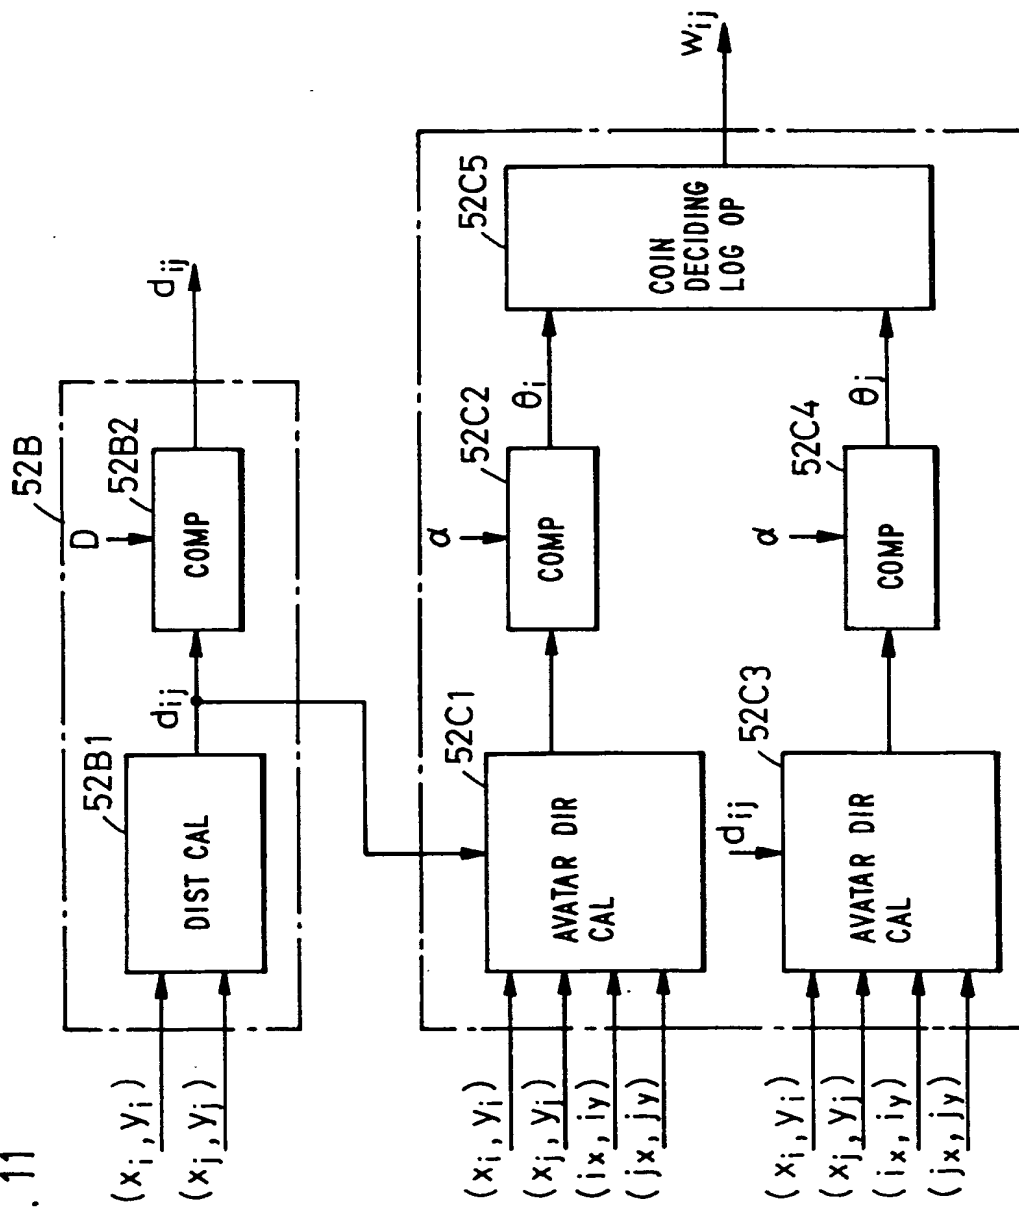 . 11
52B
52B1
52B2
D
(xi, yi)
(xj, yj)
DIST CAL
dij
COMP
dij
52C1
52C2
α
(xi, yi)
(xj, yj)
(ix, iy)
(jx, jy)
AVATAR DIR
CAL
COMP
θi
52C5
COIN
DECIDING
LOG OP
wij
52C3
52C4
dij
α
(xi, yi)
(xj, yj)
(ix, iy)
(jx, jy)
AVATAR DIR
CAL
COMP
θj